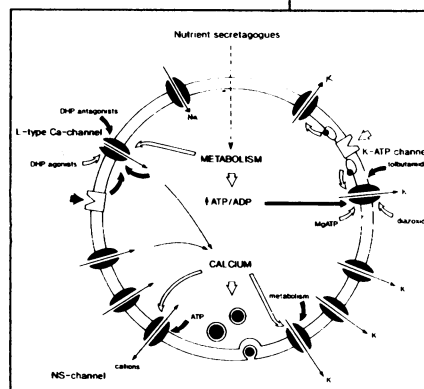 Nutrient secretagogues
K
Na
DHP antagonists
L-type Ca-channel
DHP agonists
K-ATP channel
tolbutamide
METABOLISM
ATP/ADP
K
MgATP
diazoxide
CALCIUM
metabolism
ATP
K
K
K
cations
NS-channel